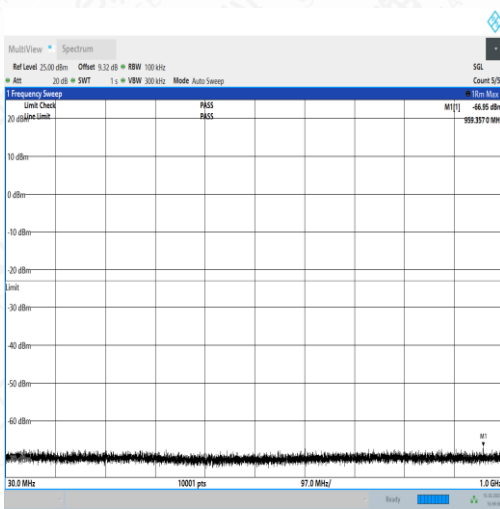 MultiView Spectrum
Ref Level 25.00 dBm Offset 9.32 dB RBW 100 kHz SGL
Att 20 dB SWT 1 s VBW 300 kHz Mode Auto Sweep Count 5/5
1 Frequency Sweep 1Rm Max
Limit Check PASS M1[1] -66.95 dBm
Line Limit PASS 959.3570 MH
20 dBm
10 dBm
0 dBm
-10 dBm
-20 dBm
Limit
-30 dBm
-40 dBm
-50 dBm
-60 dBm
M1
30.0 MHz 10001 pts 97.0 MHz/ 1.0 GHz
Ready